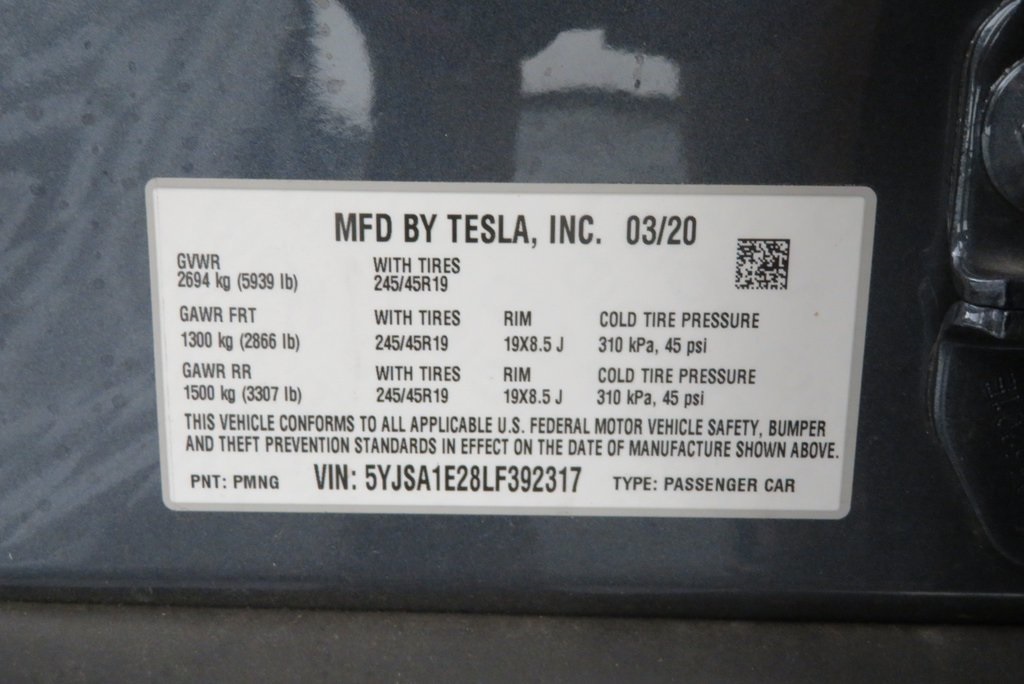 MFD BY TESLA, INC. 03/20
GVWR WITH TIRES
2694 kg (5939 lb) 245/45R19
GAWR FRT WITH TIRES RIM COLD TIRE PRESSURE
1300 kg (2866 lb) 245/45R19 19X8.5 J 310 kPa, 45 psi
GAWR RR WITH TIRES RIM COLD TIRE PRESSURE
1500 kg (3307 lb) 245/45R19 19X8.5 J 310 kPa, 45 psi
THIS VEHICLE CONFORMS TO ALL APPLICABLE U.S. FEDERAL MOTOR VEHICLE SAFETY, BUMPER
AND THEFT PREVENTION STANDARDS IN EFFECT ON THE DATE OF MANUFACTURE SHOWN ABOVE.
PNT: PMNG VIN: 5YJSA1E28LF392317 TYPE: PASSENGER CAR